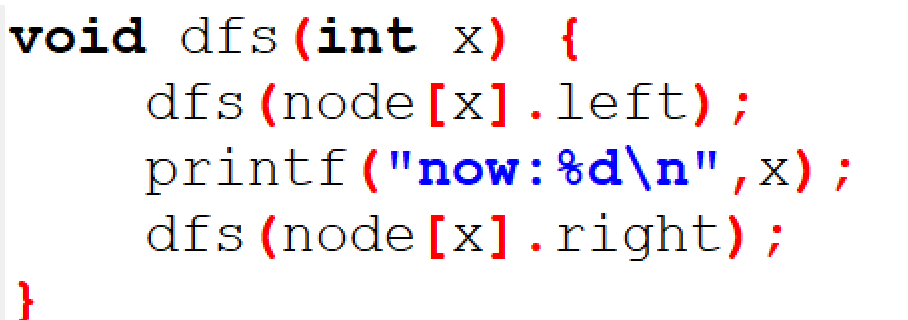 void dfs(int x) {
    dfs(node[x].left);
    printf("now:%d\n",x);
    dfs(node[x].right);
}